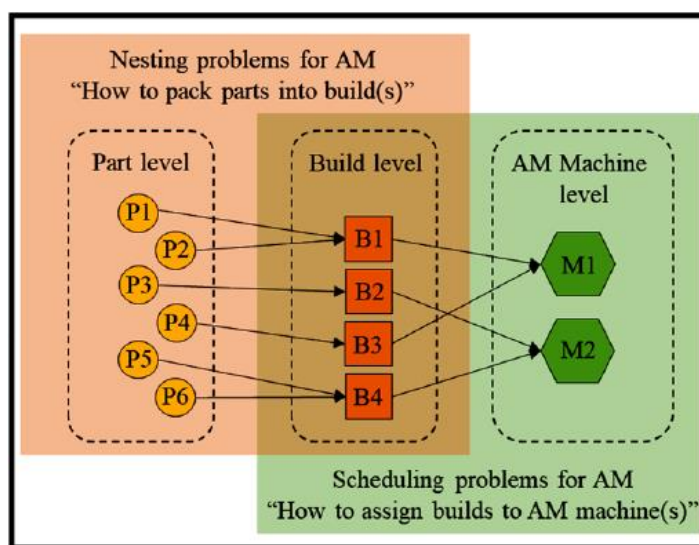 Nesting problems for AM
“How to pack parts into build(s)”
Part level
Build level
AM Machine
level
P1
P2
P3
P4
P5
P6
B1
B2
B3
B4
M1
M2
Scheduling problems for AM
“How to assign builds to AM machine(s)”